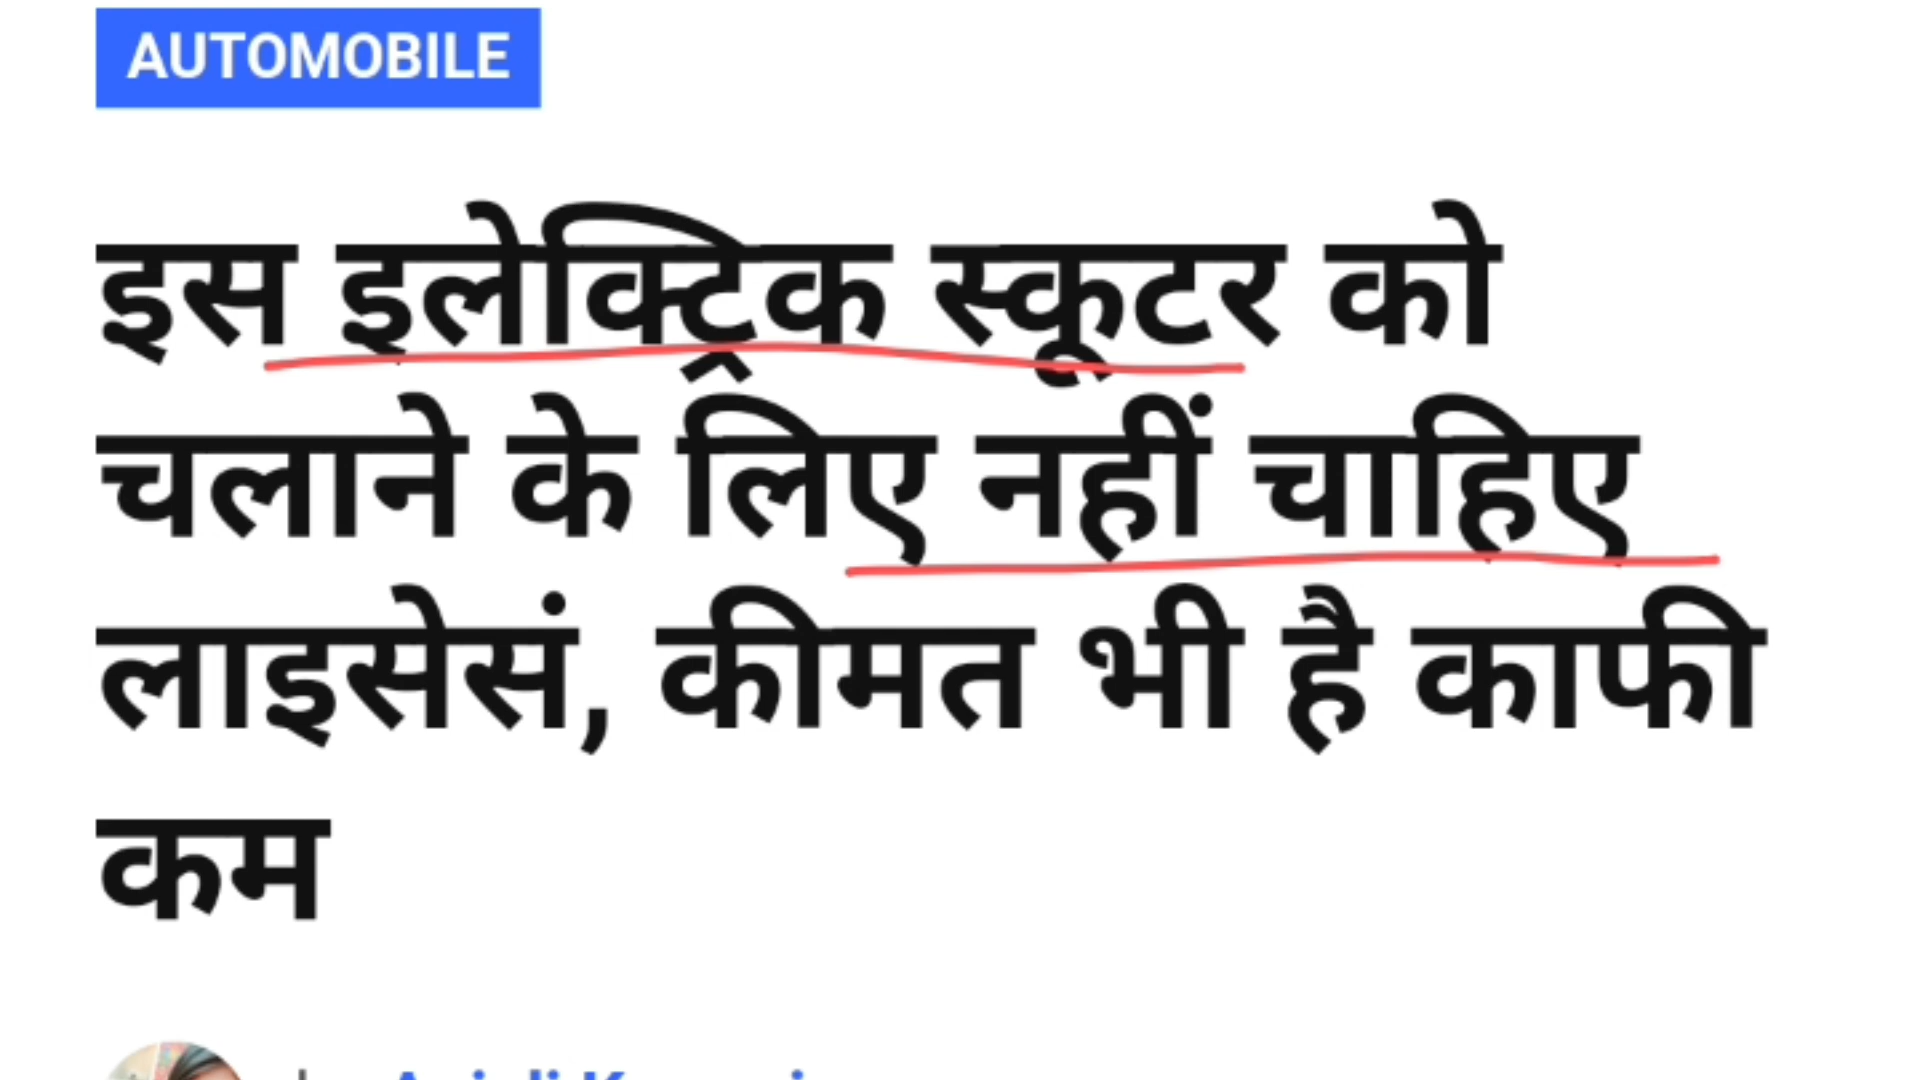 AUTOMOBILE
इस इलेक्ट्रिक स्कूटर को
चलाने के लिए नहीं चाहिए
लाइसेसं, कीमत भी है काफी
कम